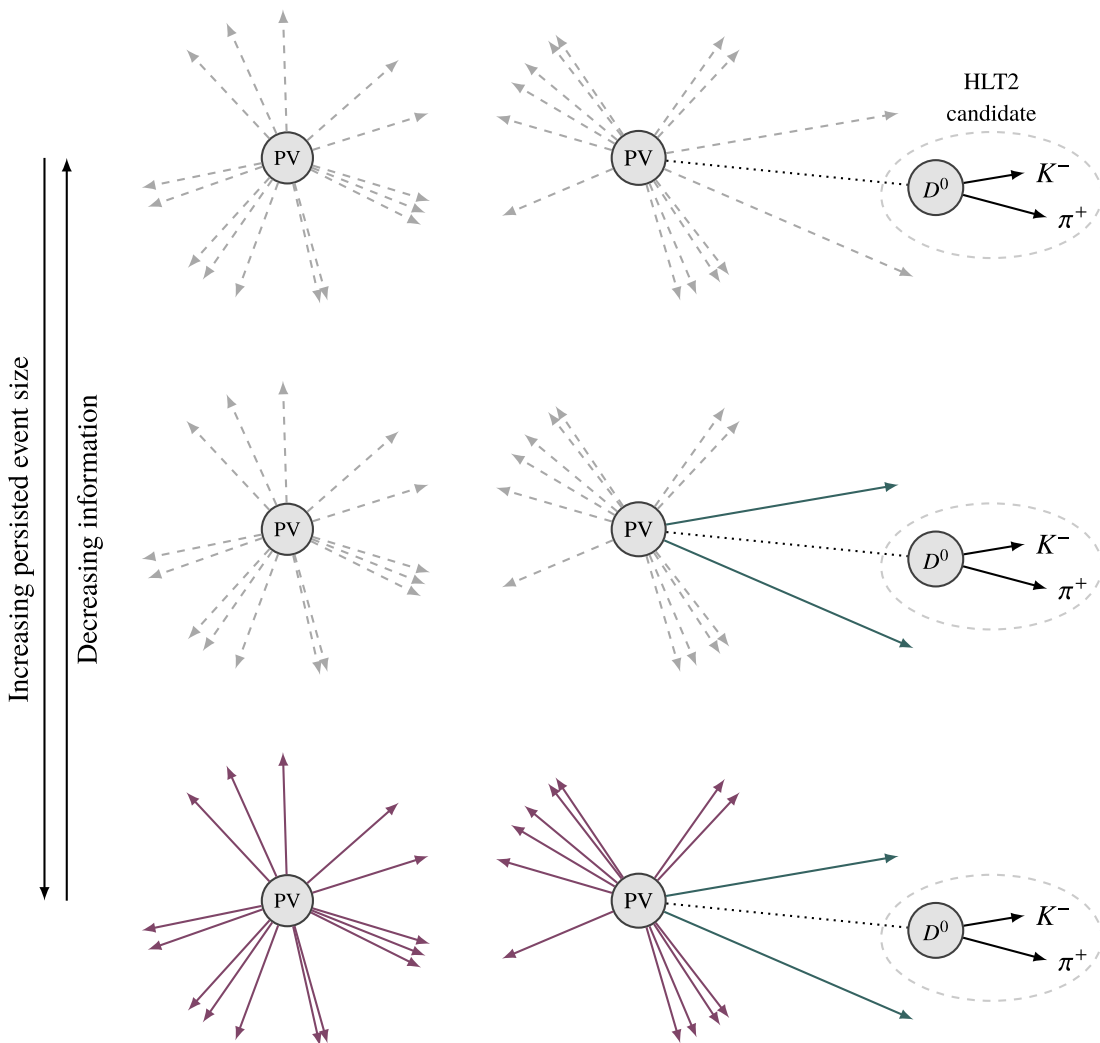 HLT2
candidate
PV
PV
D⁰
K⁻
π⁺
Increasing persisted event size
Decreasing information
PV
PV
D⁰
K⁻
π⁺
PV
PV
D⁰
K⁻
π⁺